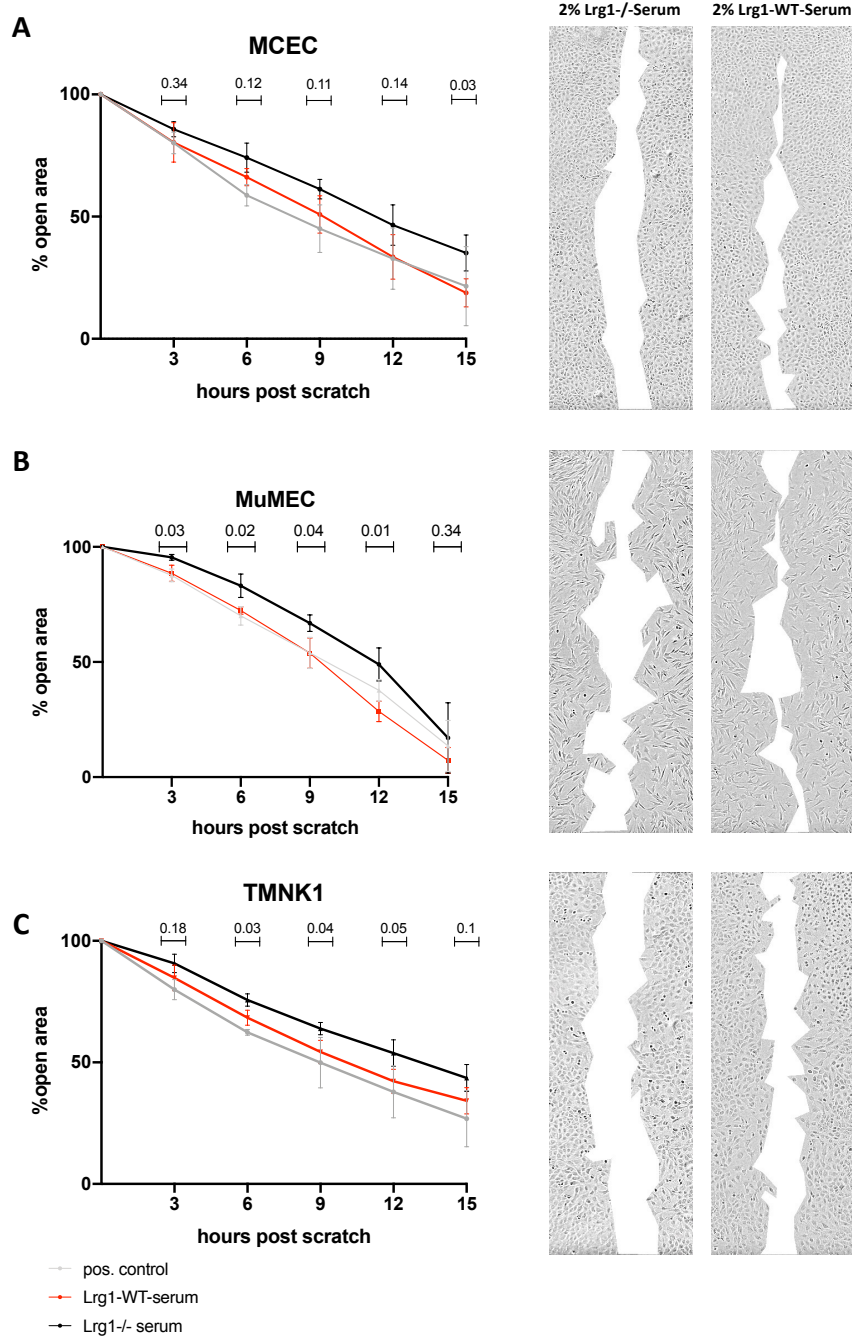 2% Lrg1-/-Serum 2% Lrg1-WT-Serum
A
MCEC
0.34 0.12 0.11 0.14 0.03
100
50
0
% open area
3 6 9 12 15
hours post scratch
B
MuMEC
0.03 0.02 0.04 0.01 0.34
100
50
0
% open area
3 6 9 12 15
hours post scratch
C
TMNK1
0.18 0.03 0.04 0.05 0.1
100
50
0
%open area
3 6 9 12 15
hours post scratch
pos. control
Lrg1-WT-serum
Lrg1-/- serum